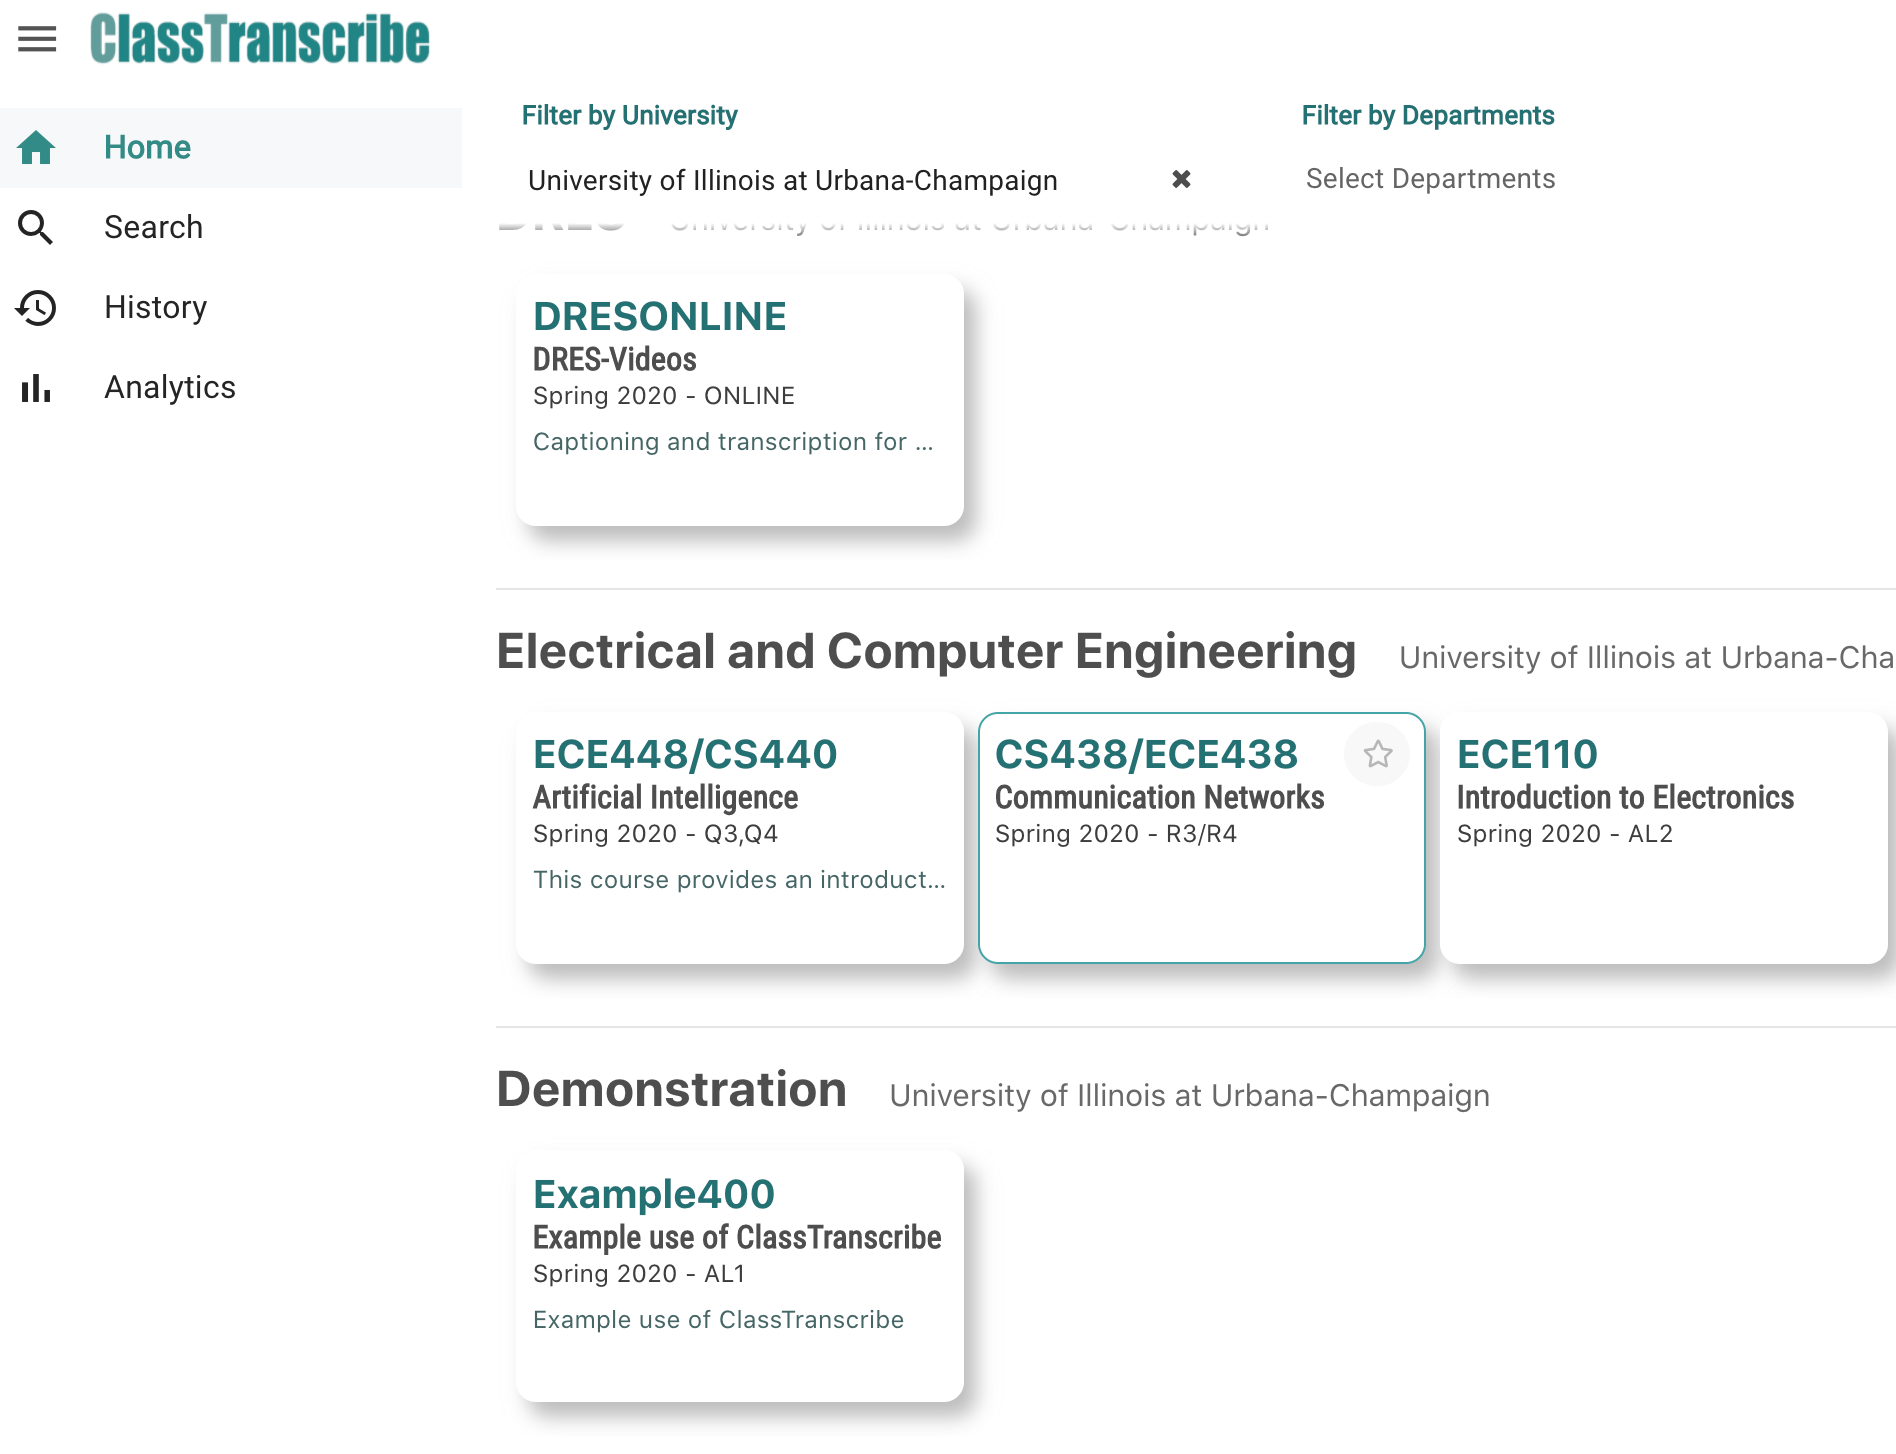 ClassTranscribe
Home
Search
History
Analytics
Filter by University
University of Illinois at Urbana-Champaign
Filter by Departments
Select Departments
DRES University of Illinois at Urbana-Champaign
DRESONLINE
DRES-Videos
Spring 2020 - ONLINE
Captioning and transcription for ...
Electrical and Computer Engineering University of Illinois at Urbana-Cha
ECE448/CS440
Artificial Intelligence
Spring 2020 - Q3,Q4
This course provides an introduct...
CS438/ECE438
Communication Networks
Spring 2020 - R3/R4
ECE110
Introduction to Electronics
Spring 2020 - AL2
Demonstration University of Illinois at Urbana-Champaign
Example400
Example use of ClassTranscribe
Spring 2020 - AL1
Example use of ClassTranscribe